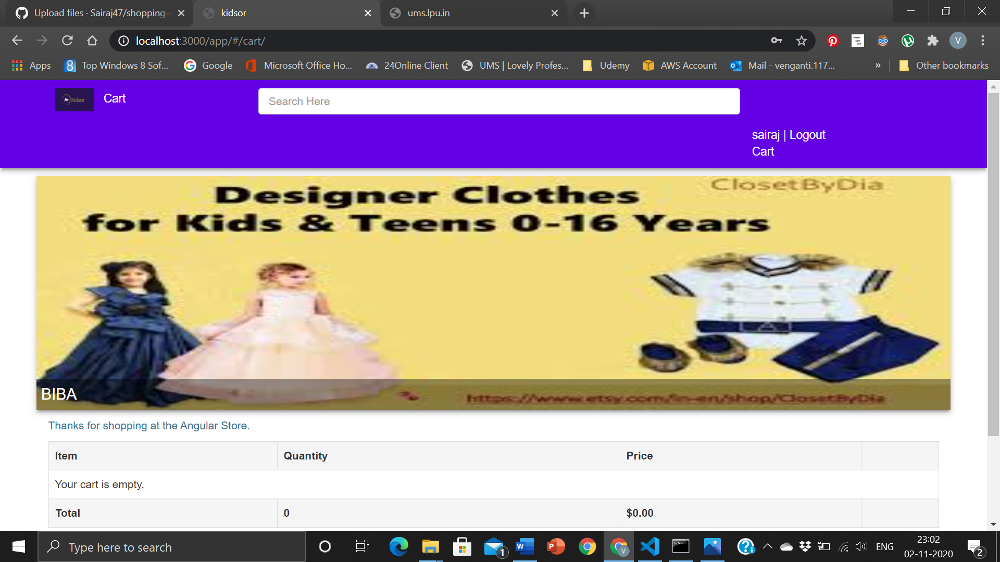 Upload files · Sairaj47/shopping-
kidsor
ums.lpu.in
localhost:3000/app/#/cart/
V
Apps
Top Windows 8 Sof...
Google
Microsoft Office Ho...
24Online Client
UMS | Lovely Profes...
Udemy
AWS Account
Mail - venganti.117...
»
Other bookmarks
Kidsor
Cart
Search Here
sairaj | Logout
Cart
ClosetByDia
Designer Clothes
for Kids & Teens 0-16 Years
BIBA
https://www.etsy.com/in-en/shop/ClosetByDia
Thanks for shopping at the Angular Store.
Item Quantity Price
Your cart is empty.
Total 0 $0.00
Type here to search
1
V
ENG
23:02
02-11-2020
2